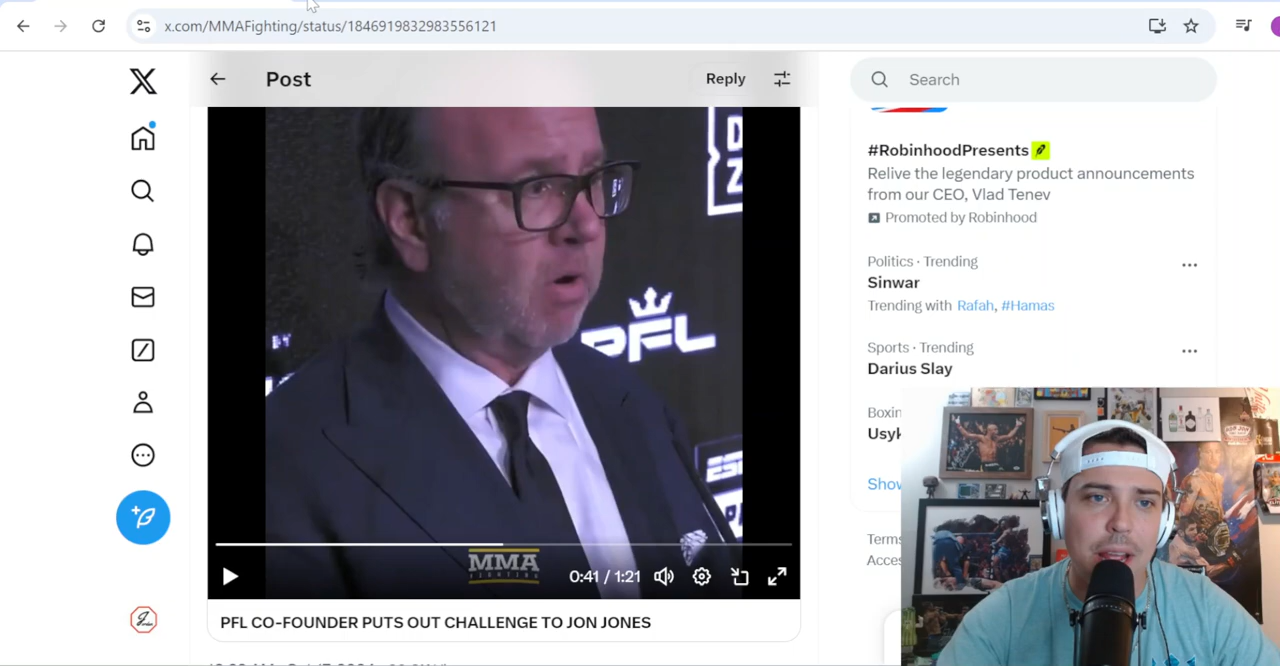 x.com/MMAFighting/status/1846919832983556121
Post
Reply
Search
#RobinhoodPresents
Relive the legendary product announcements
from our CEO, Vlad Tenev
Promoted by Robinhood
Politics · Trending
Sinwar
Trending with Rafah, #Hamas
Sports · Trending
Darius Slay
PFL
MMA
FIGHTING
0:41 / 1:21
PFL CO-FOUNDER PUTS OUT CHALLENGE TO JON JONES